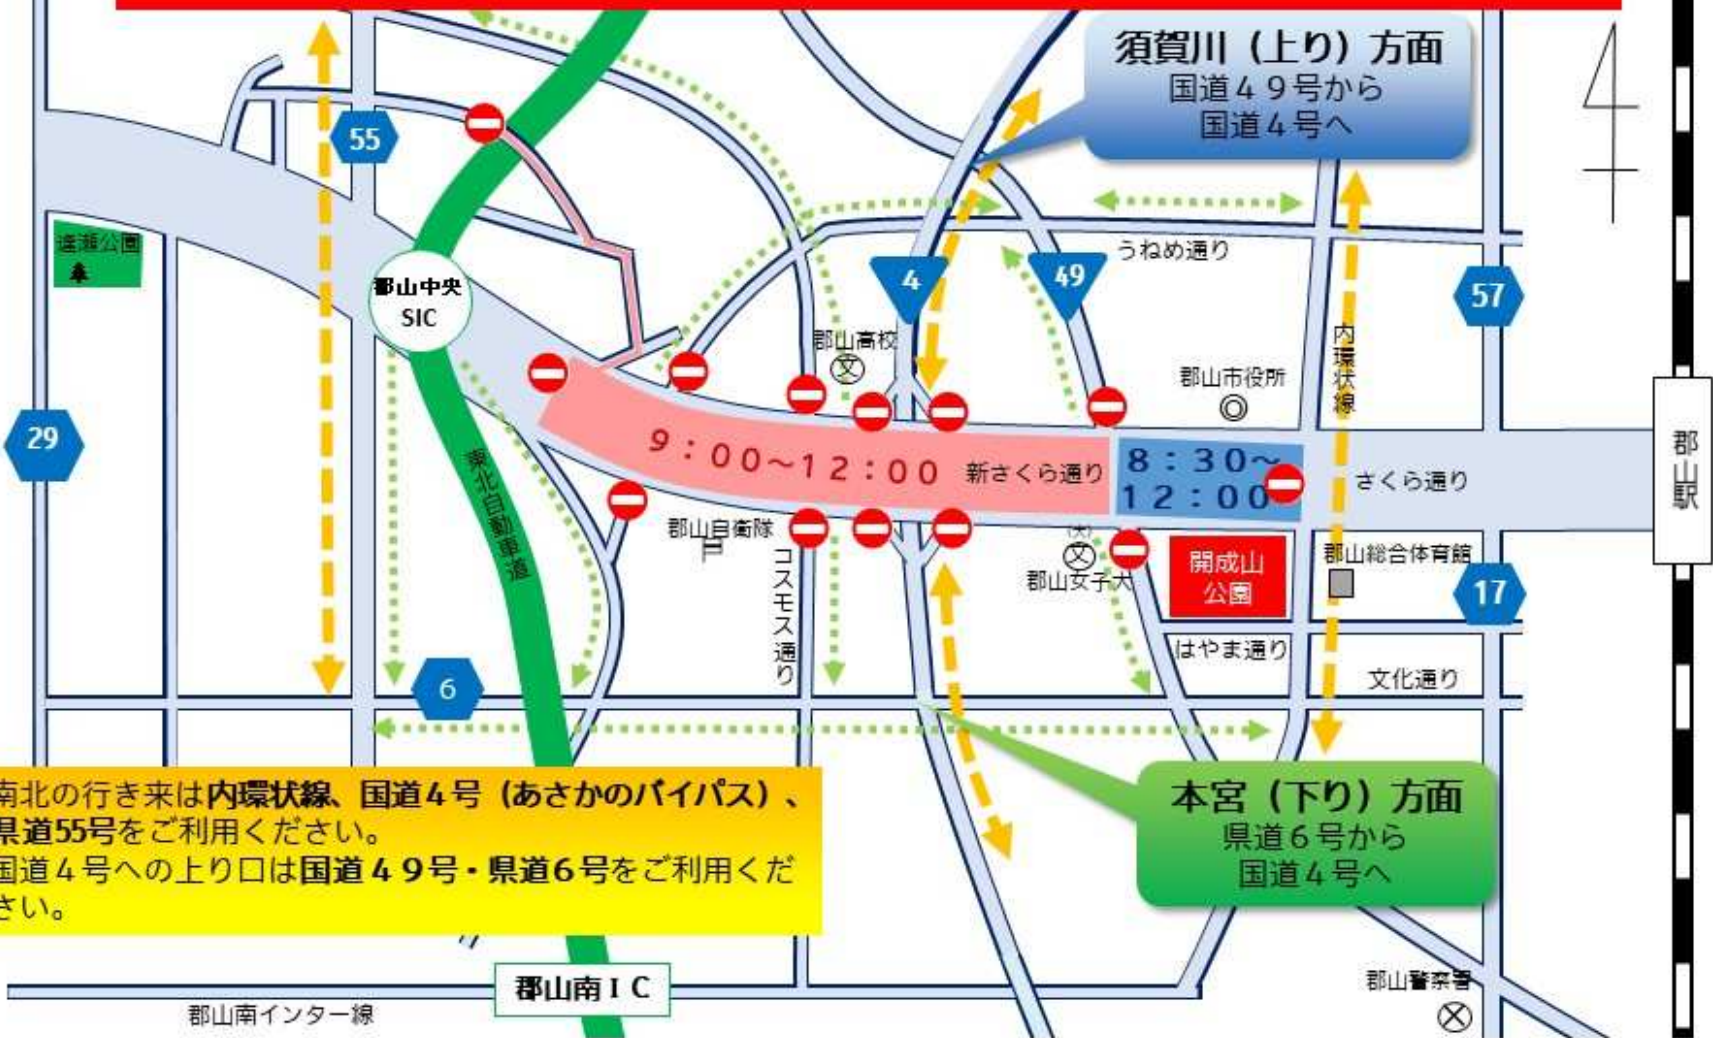 須賀川（上り）方面
国道４９号から
国道４号へ
55
逢瀬公園
郡山中央
SIC
4
49
うねめ通り
57
内環状線
郡山高校
文
郡山市役所
29
東北自動車道
9：00～12：00
新さくら通り
8：30～
12：00
さくら通り
郡山駅
郡山自衛隊
コスモス通り
(大)
文
郡山女子大
開成山
公園
郡山総合体育館
17
はやま通り
文化通り
6
本宮（下り）方面
県道６号から
国道４号へ
南北の行き来は内環状線、国道４号（あさかのバイパス）、
県道55号をご利用ください。
国道４号への上り口は国道４９号・県道６号をご利用くだ
さい。
郡山南ＩＣ
郡山南インター線
郡山警察署